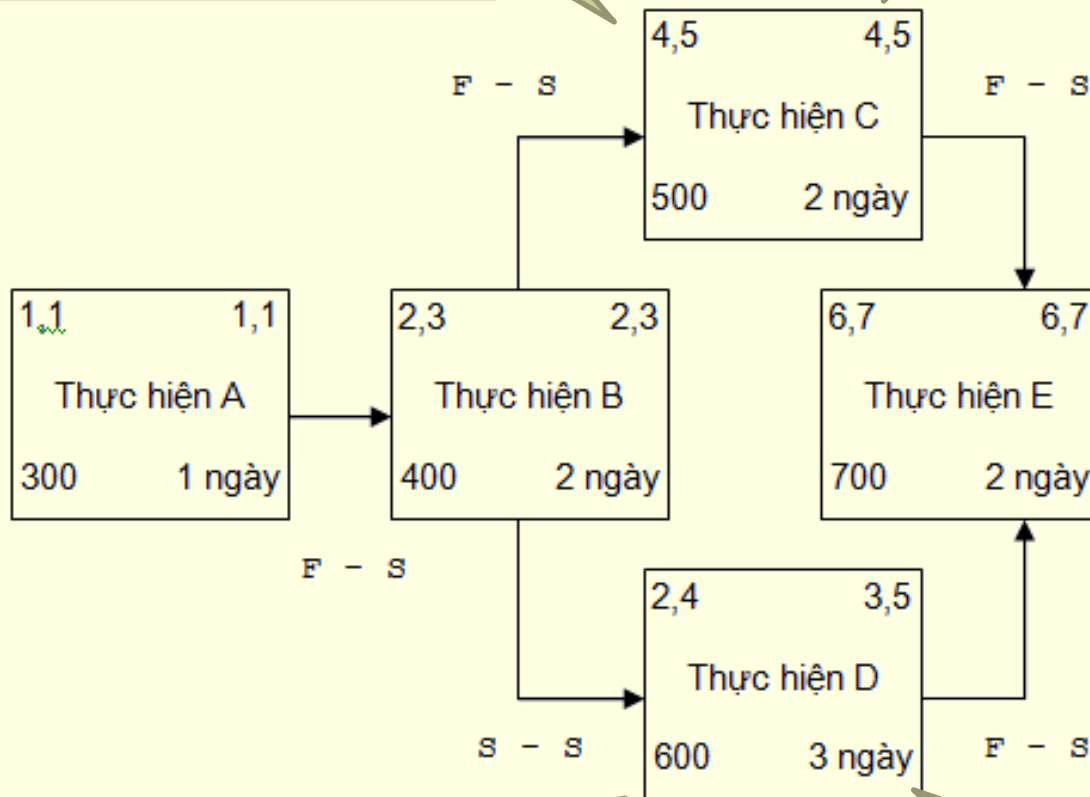 4,5 4,5
F - S F - S
Thực hiện C
500 2 ngày
1,1 1,1
2,3 2,3
6,7 6,7
Thực hiện A
Thực hiện B
Thực hiện E
300 1 ngày
400 2 ngày
700 2 ngày
F - S
2,4 3,5
Thực hiện D
S - S
600 3 ngày
F - S